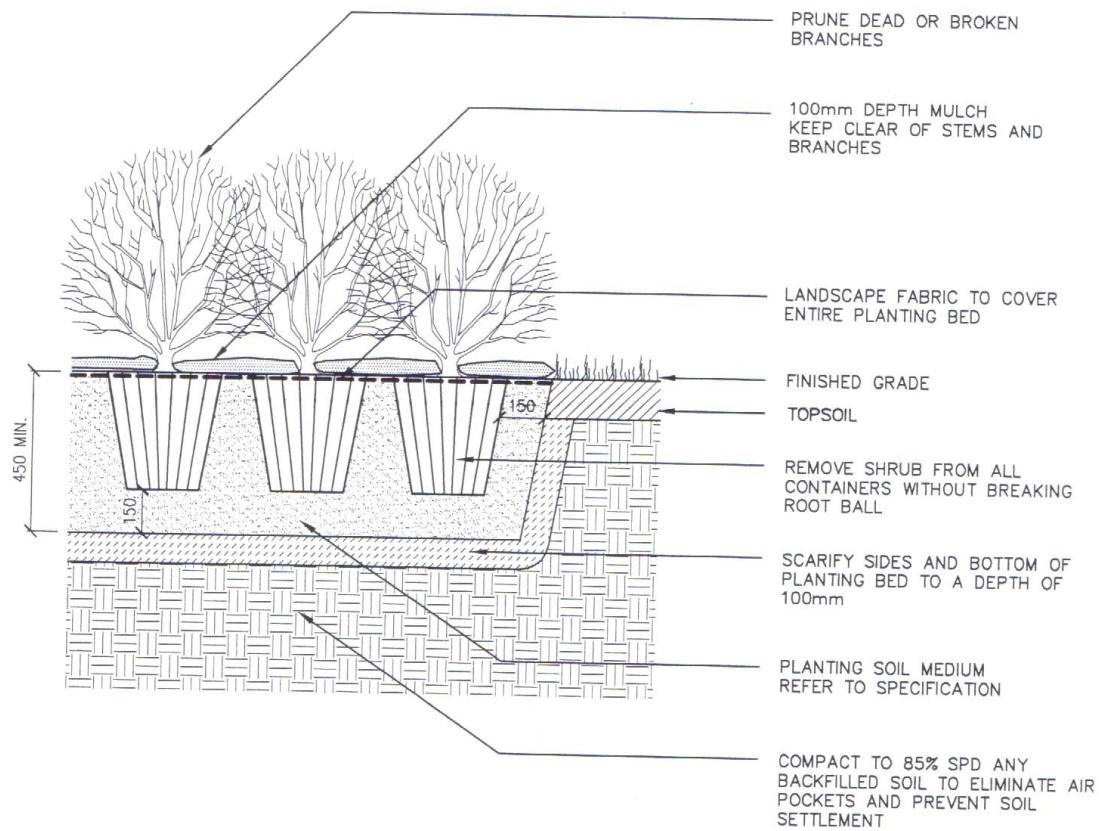 PRUNE DEAD OR BROKEN
BRANCHES
100mm DEPTH MULCH
KEEP CLEAR OF STEMS AND
BRANCHES
LANDSCAPE FABRIC TO COVER
ENTIRE PLANTING BED
FINISHED GRADE
TOPSOIL
150
450 MIN.
150
REMOVE SHRUB FROM ALL
CONTAINERS WITHOUT BREAKING
ROOT BALL
SCARIFY SIDES AND BOTTOM OF
PLANTING BED TO A DEPTH OF
100mm
PLANTING SOIL MEDIUM
REFER TO SPECIFICATION
COMPACT TO 85% SPD ANY
BACKFILLED SOIL TO ELIMINATE AIR
POCKETS AND PREVENT SOIL
SETTLEMENT